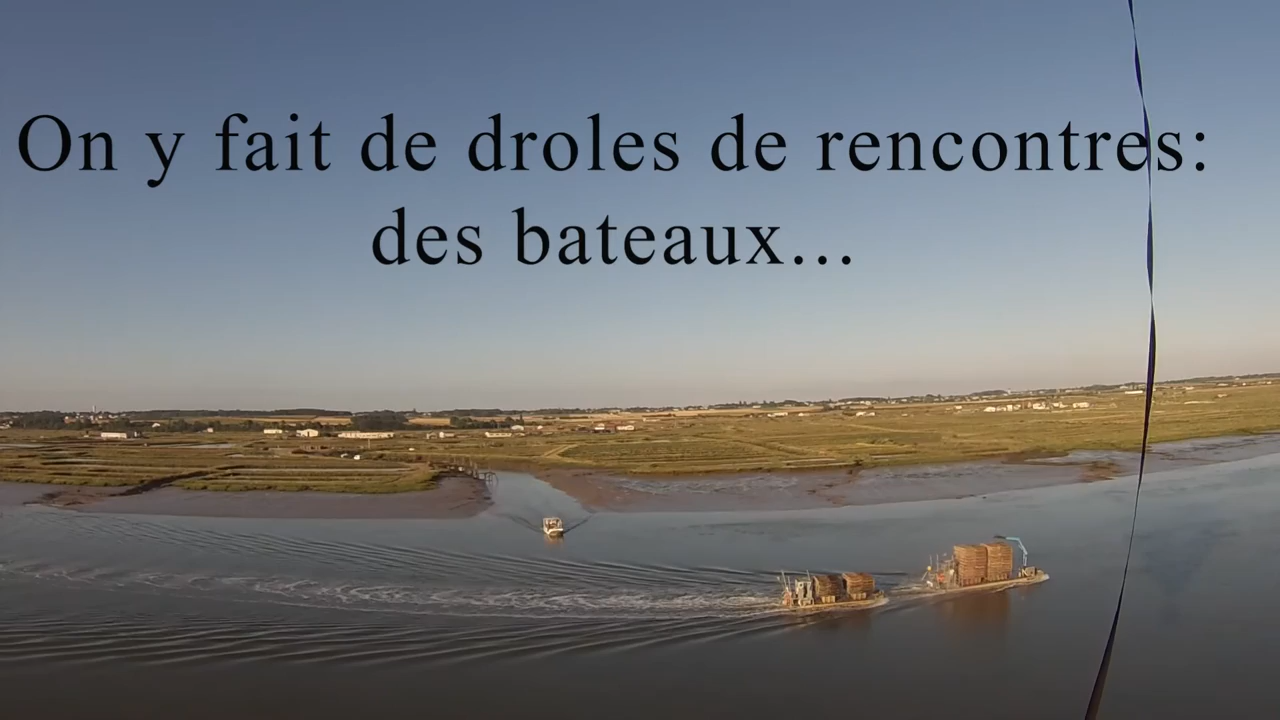 On y fait de droles de rencontres:
des bateaux...